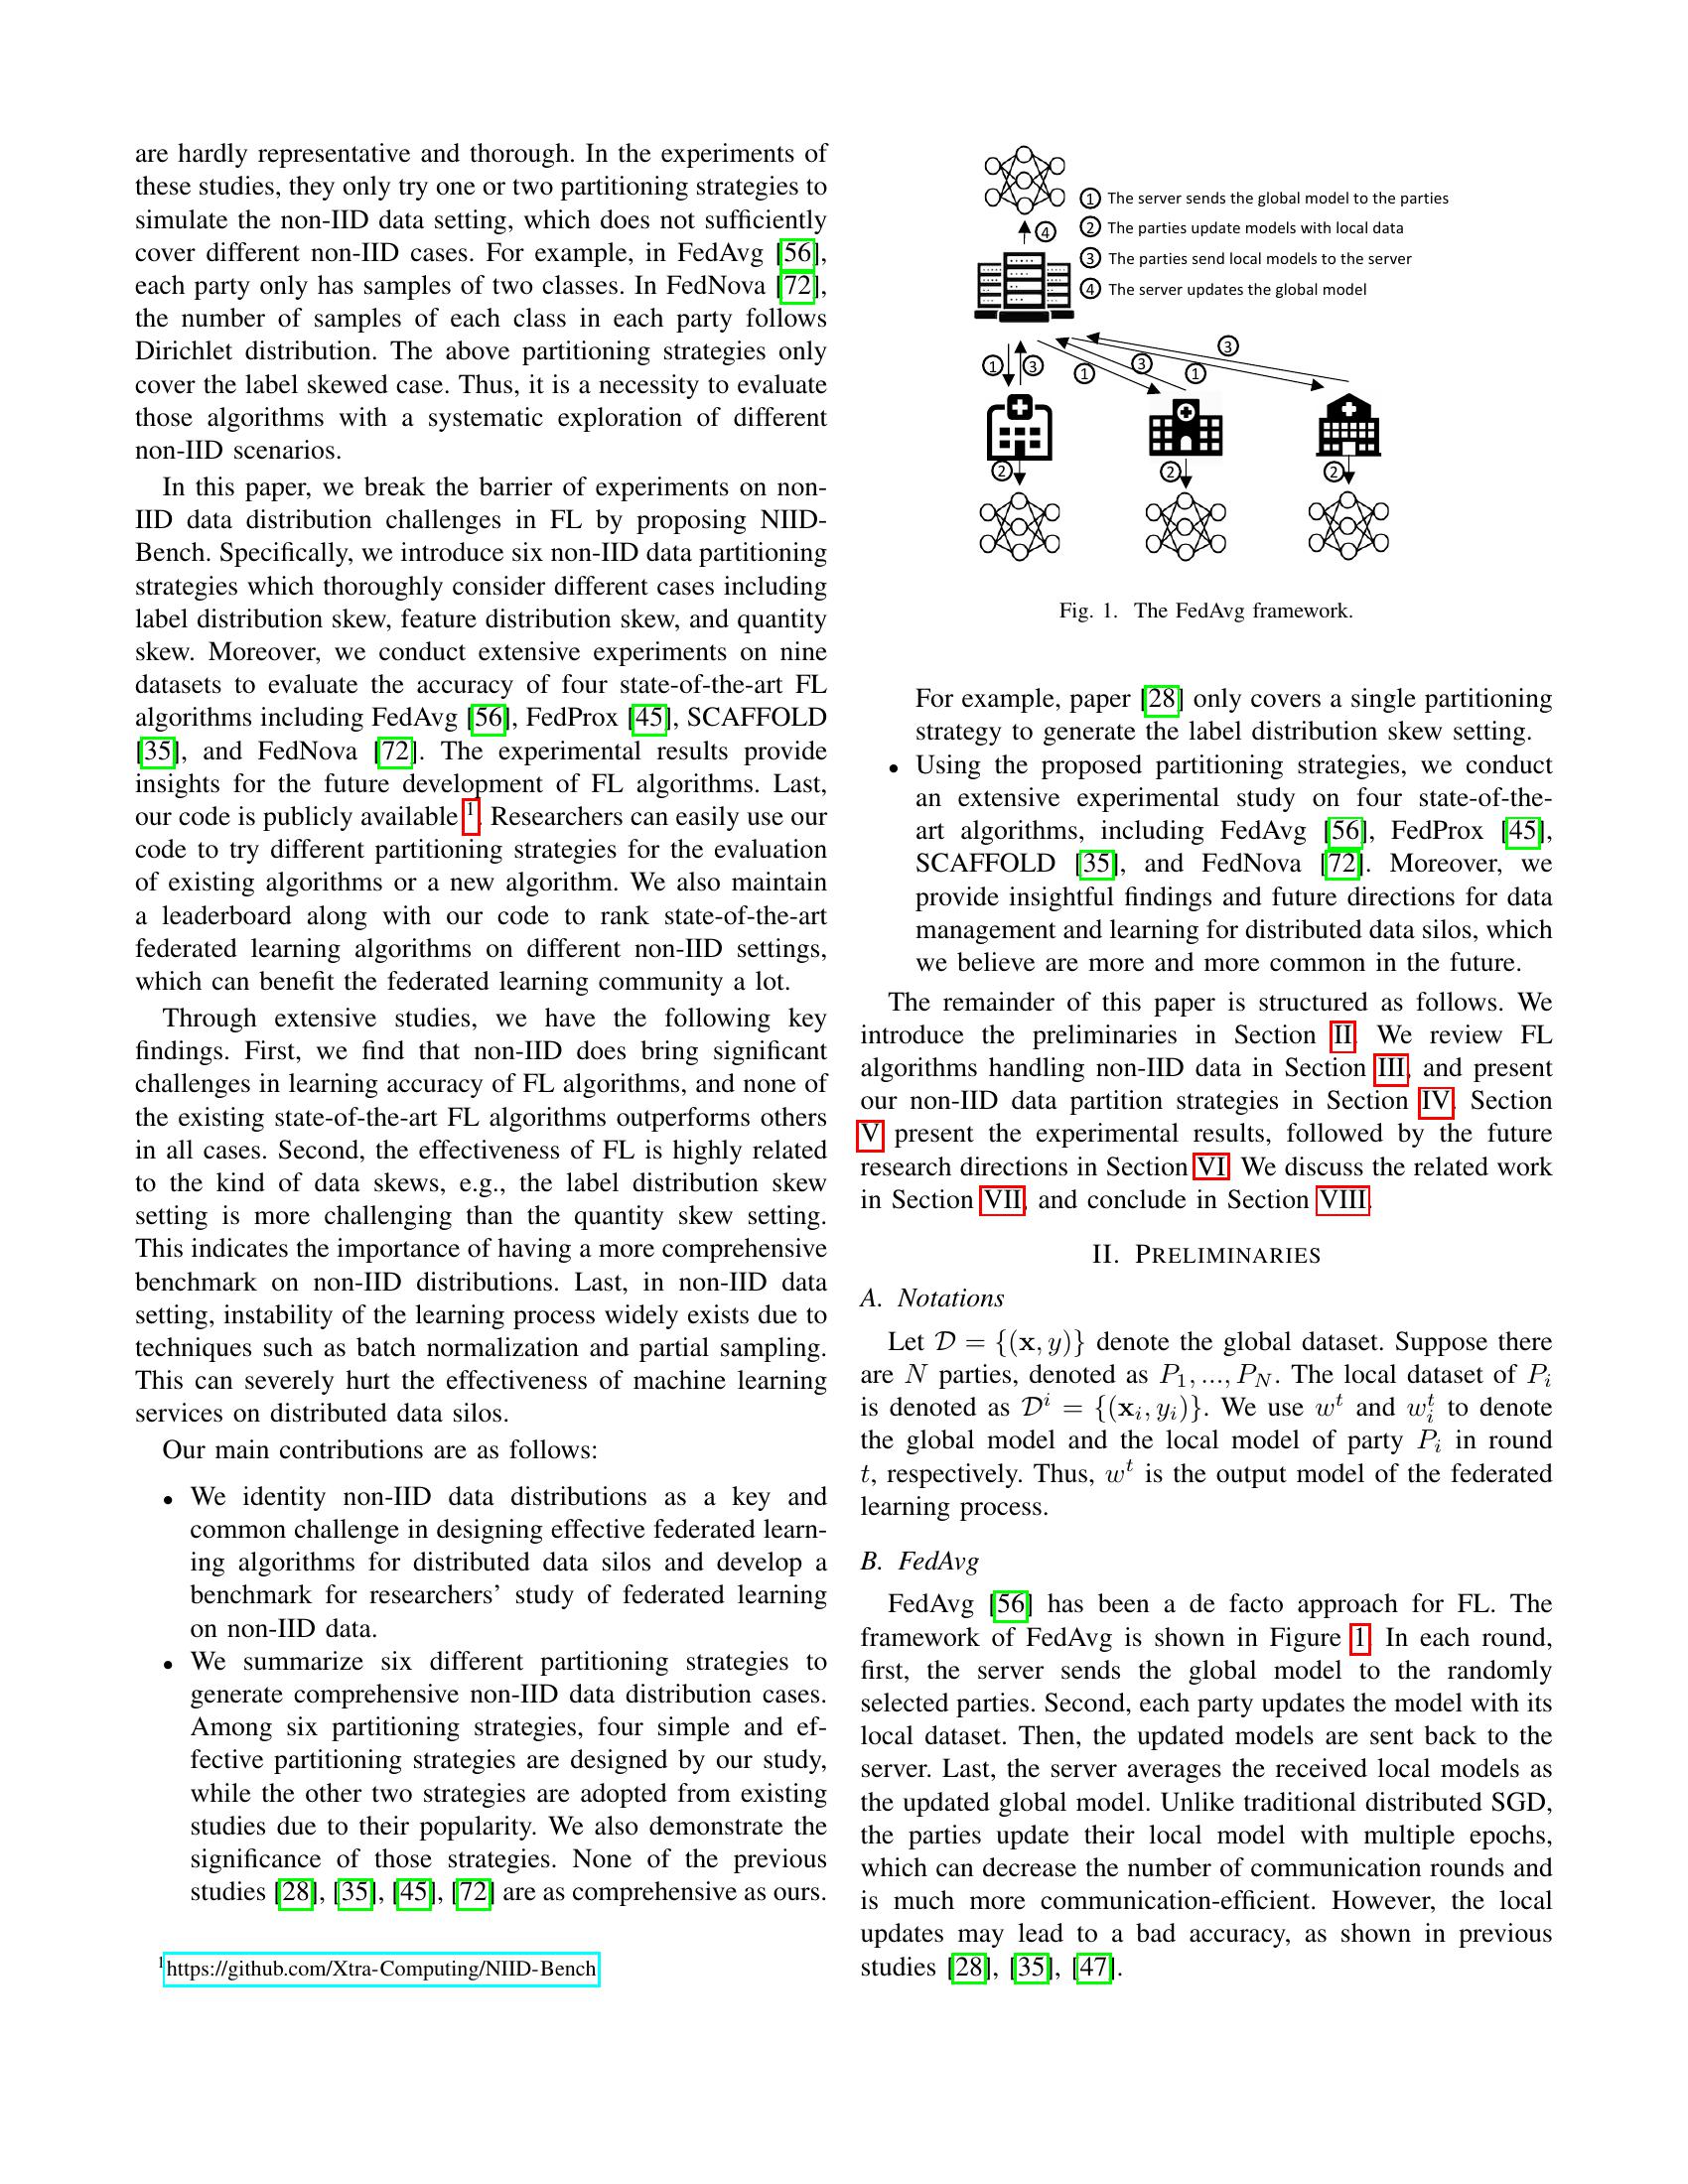 are hardly representative and thorough. In the experiments of
these studies, they only try one or two partitioning strategies to
simulate the non-IID data setting, which does not sufficiently
cover different non-IID cases. For example, in FedAvg [56],
each party only has samples of two classes. In FedNova [72],
the number of samples of each class in each party follows
Dirichlet distribution. The above partitioning strategies only
cover the label skewed case. Thus, it is a necessity to evaluate
those algorithms with a systematic exploration of different
non-IID scenarios.
In this paper, we break the barrier of experiments on non-
IID data distribution challenges in FL by proposing NIID-
Bench. Specifically, we introduce six non-IID data partitioning
strategies which thoroughly consider different cases including
label distribution skew, feature distribution skew, and quantity
skew. Moreover, we conduct extensive experiments on nine
datasets to evaluate the accuracy of four state-of-the-art FL
algorithms including FedAvg [56], FedProx [45], SCAFFOLD
[35], and FedNova [72]. The experimental results provide
insights for the future development of FL algorithms. Last,
our code is publicly available 1. Researchers can easily use our
code to try different partitioning strategies for the evaluation
of existing algorithms or a new algorithm. We also maintain
a leaderboard along with our code to rank state-of-the-art
federated learning algorithms on different non-IID settings,
which can benefit the federated learning community a lot.
Through extensive studies, we have the following key
findings. First, we find that non-IID does bring significant
challenges in learning accuracy of FL algorithms, and none of
the existing state-of-the-art FL algorithms outperforms others
in all cases. Second, the effectiveness of FL is highly related
to the kind of data skews, e.g., the label distribution skew
setting is more challenging than the quantity skew setting.
This indicates the importance of having a more comprehensive
benchmark on non-IID distributions. Last, in non-IID data
setting, instability of the learning process widely exists due to
techniques such as batch normalization and partial sampling.
This can severely hurt the effectiveness of machine learning
services on distributed data silos.
Our main contributions are as follows:
• We identity non-IID data distributions as a key and
common challenge in designing effective federated learn-
ing algorithms for distributed data silos and develop a
benchmark for researchers' study of federated learning
on non-IID data.
• We summarize six different partitioning strategies to
generate comprehensive non-IID data distribution cases.
Among six partitioning strategies, four simple and ef-
fective partitioning strategies are designed by our study,
while the other two strategies are adopted from existing
studies due to their popularity. We also demonstrate the
significance of those strategies. None of the previous
studies [28], [35], [45], [72] are as comprehensive as ours.
1https://github.com/Xtra-Computing/NIID-Bench
① The server sends the global model to the parties
② The parties update models with local data
④
③ The parties send local models to the server
④ The server updates the global model
① ③ ① ③ ① ③
② ② ②
Fig. 1. The FedAvg framework.
For example, paper [28] only covers a single partitioning
strategy to generate the label distribution skew setting.
• Using the proposed partitioning strategies, we conduct
an extensive experimental study on four state-of-the-
art algorithms, including FedAvg [56], FedProx [45],
SCAFFOLD [35], and FedNova [72]. Moreover, we
provide insightful findings and future directions for data
management and learning for distributed data silos, which
we believe are more and more common in the future.
The remainder of this paper is structured as follows. We
introduce the preliminaries in Section II. We review FL
algorithms handling non-IID data in Section III, and present
our non-IID data partition strategies in Section IV. Section
V present the experimental results, followed by the future
research directions in Section VI. We discuss the related work
in Section VII, and conclude in Section VIII.
II. PRELIMINARIES
A. Notations
Let 𝒟 = {(x, y)} denote the global dataset. Suppose there
are N parties, denoted as P₁, ..., P_N. The local dataset of P_i
is denoted as 𝒟^i = {(x_i, y_i)}. We use w^t and w_i^t to denote
the global model and the local model of party P_i in round
t, respectively. Thus, w^t is the output model of the federated
learning process.
B. FedAvg
FedAvg [56] has been a de facto approach for FL. The
framework of FedAvg is shown in Figure 1. In each round,
first, the server sends the global model to the randomly
selected parties. Second, each party updates the model with its
local dataset. Then, the updated models are sent back to the
server. Last, the server averages the received local models as
the updated global model. Unlike traditional distributed SGD,
the parties update their local model with multiple epochs,
which can decrease the number of communication rounds and
is much more communication-efficient. However, the local
updates may lead to a bad accuracy, as shown in previous
studies [28], [35], [47].